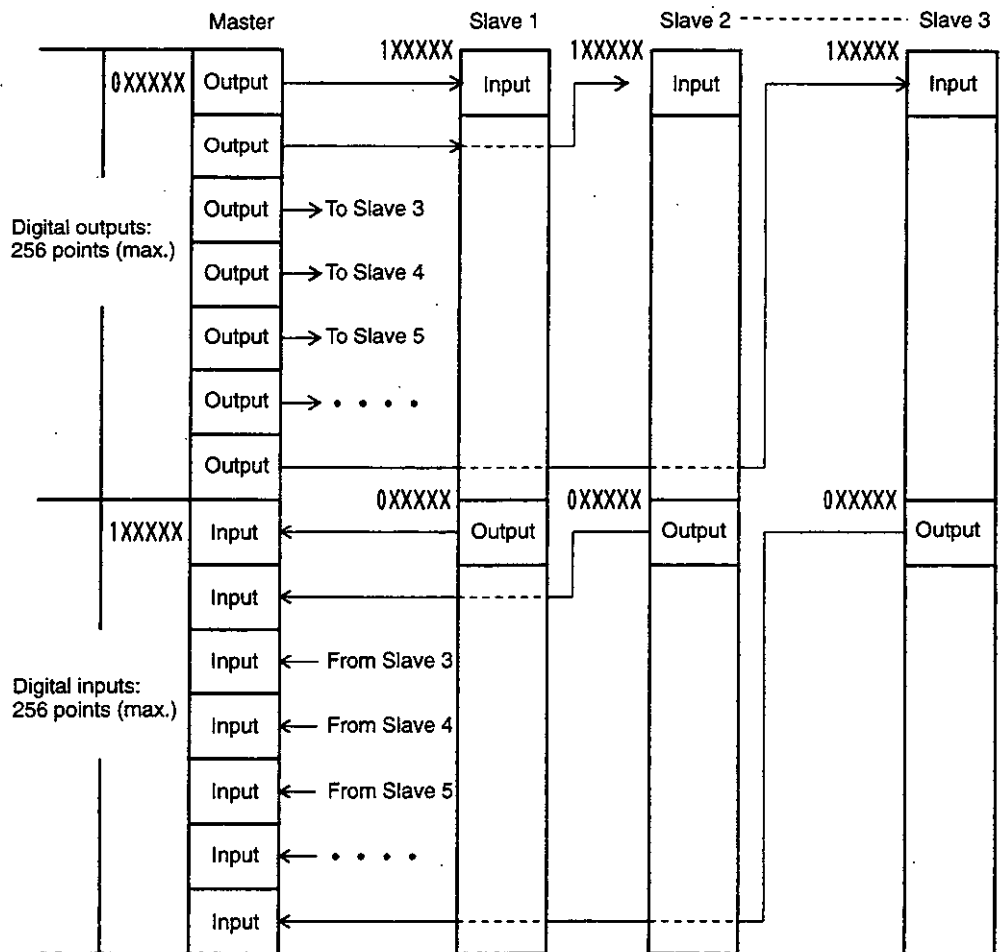 Master Slave 1 Slave 2 Slave 3
1XXXXX 1XXXXX 1XXXXX
0XXXXX Output Input Input Input
Output
Output To Slave 3
Digital outputs:
256 points (max.)
Output To Slave 4
Output To Slave 5
Output • • • •
Output
0XXXXX 0XXXXX 0XXXXX
1XXXXX Input Output Output Output
Input
Input From Slave 3
Digital inputs:
256 points (max.)
Input From Slave 4
Input From Slave 5
Input • • • •
Input